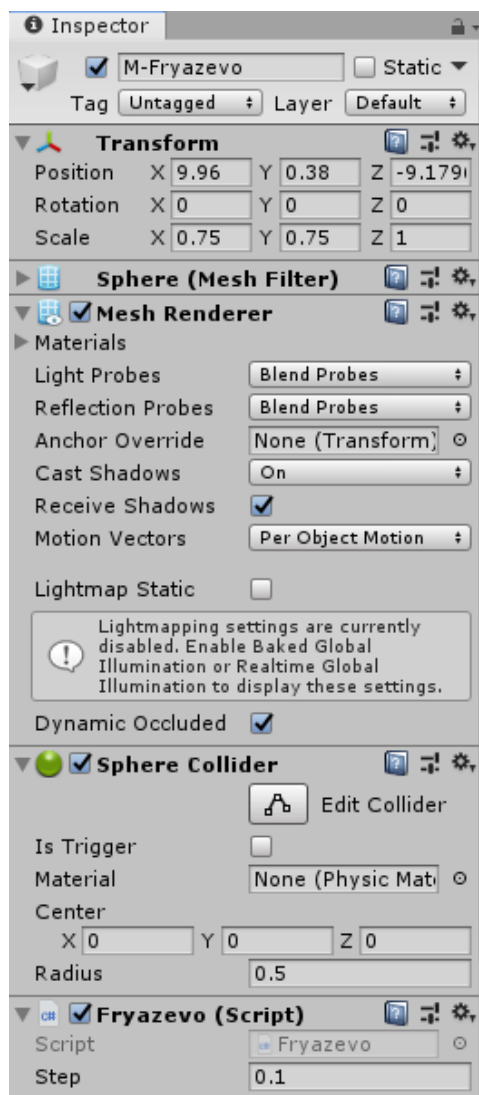 Inspector
M-Fryazevo Static
Tag Untagged Layer Default
Transform
Position X 9.96 Y 0.38 Z -9.179
Rotation X 0 Y 0 Z 0
Scale X 0.75 Y 0.75 Z 1
Sphere (Mesh Filter)
Mesh Renderer
Materials
Light Probes Blend Probes
Reflection Probes Blend Probes
Anchor Override None (Transform)
Cast Shadows On
Receive Shadows
Motion Vectors Per Object Motion
Lightmap Static
Lightmapping settings are currently
disabled. Enable Baked Global
Illumination or Realtime Global
Illumination to display these settings.
Dynamic Occluded
Sphere Collider
Edit Collider
Is Trigger
Material None (Physic Mat
Center
X 0 Y 0 Z 0
Radius 0.5
c# Fryazevo (Script)
Script Fryazevo
Step 0.1